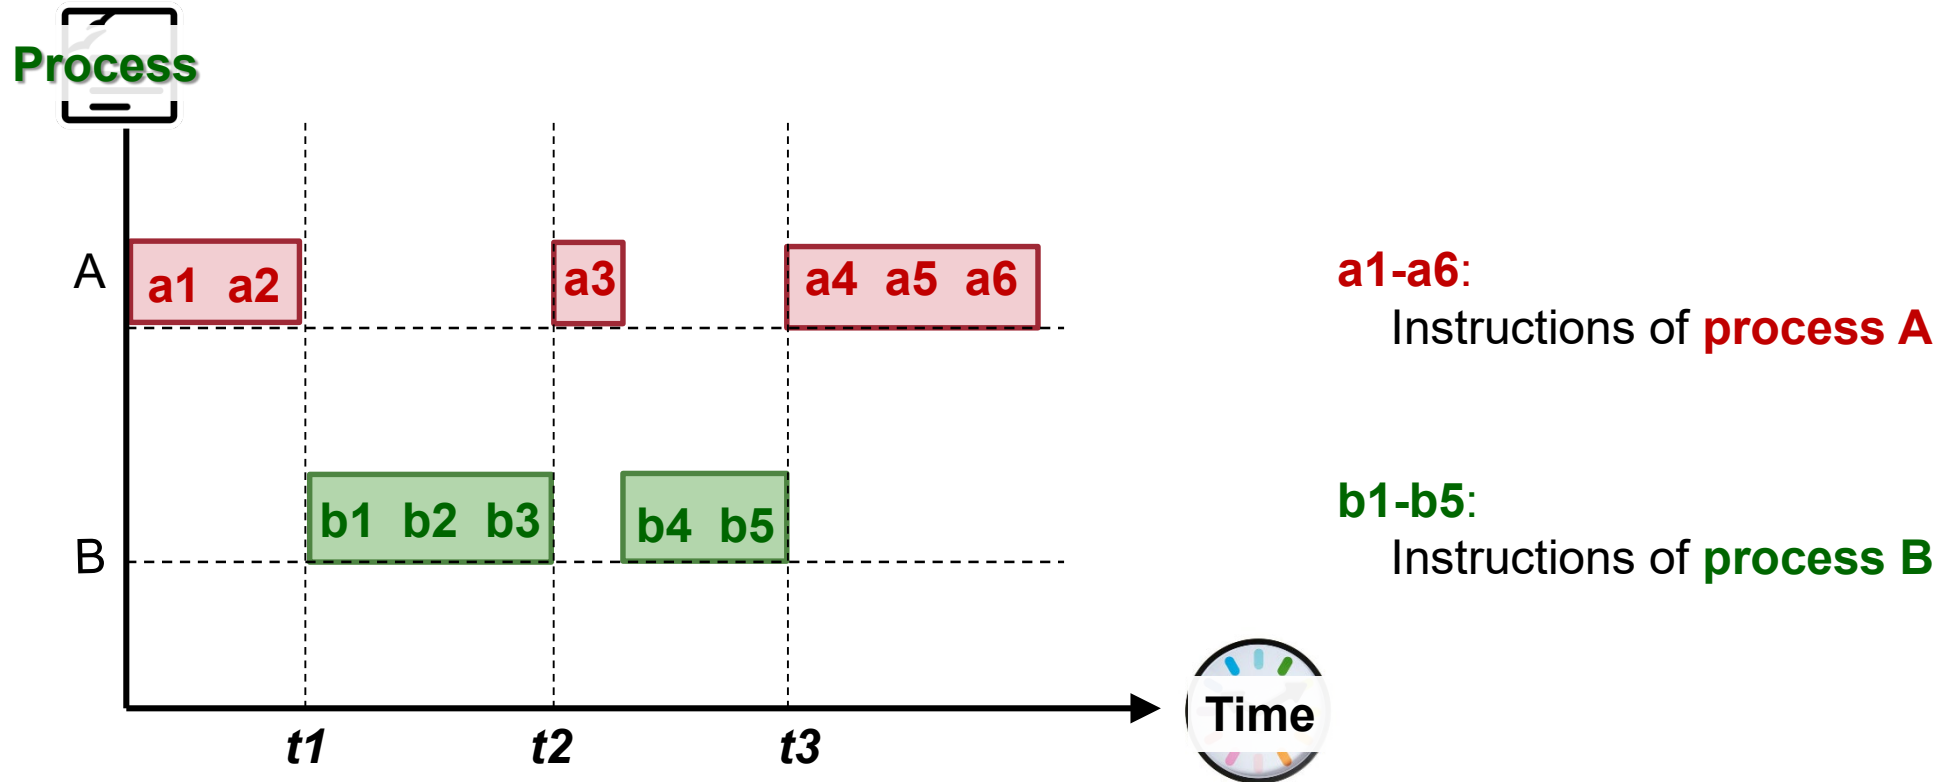 Process
A
a1 a2
a3
a4 a5 a6
a1-a6:
Instructions of process A
B
b1 b2 b3
b4 b5
b1-b5:
Instructions of process B
t1
t2
t3
Time